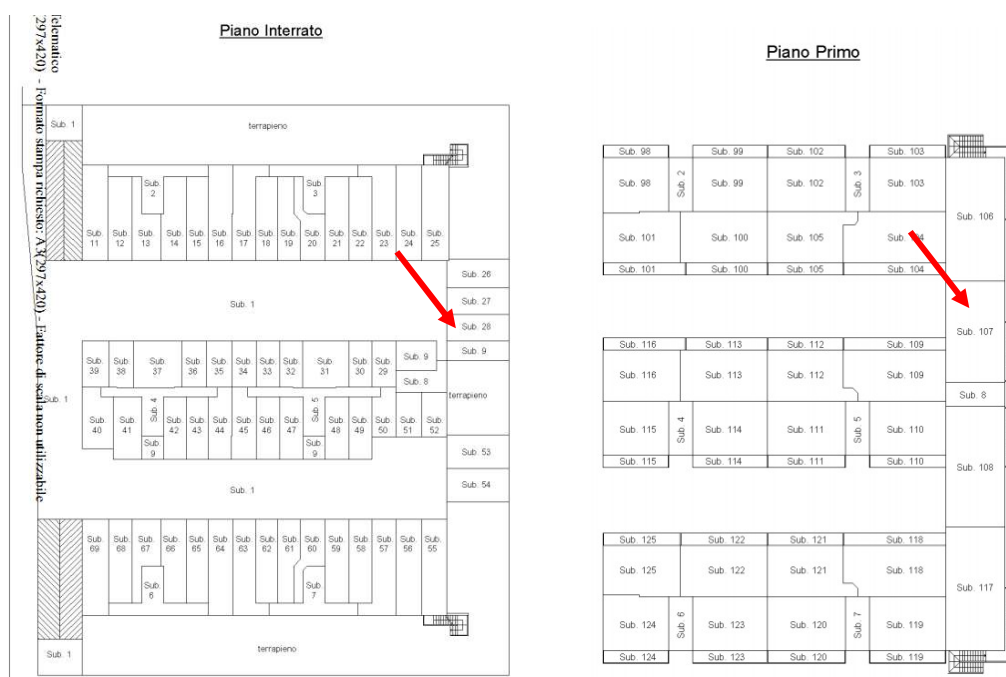 Telematico
(297x420) - Formato stampa richiesto: A3(297x420) - Fattore di scala non utilizzabile
Piano Interrato
Sub. 1
terrapieno
Sub. 2
Sub. 3
Sub. 11
Sub. 12
Sub. 13
Sub. 14
Sub. 15
Sub. 16
Sub. 17
Sub. 18
Sub. 19
Sub. 20
Sub. 21
Sub. 22
Sub. 23
Sub. 24
Sub. 25
Sub. 26
Sub. 27
Sub. 28
Sub. 9
Sub. 1
Sub. 39
Sub. 38
Sub. 37
Sub. 36
Sub. 35
Sub. 34
Sub. 33
Sub. 32
Sub. 31
Sub. 30
Sub. 29
Sub. 9
Sub. 8
terrapieno
Sub. 1
Sub. 40
Sub. 41
Sub. 4
Sub. 9
Sub. 42
Sub. 43
Sub. 44
Sub. 45
Sub. 46
Sub. 47
Sub. 5
Sub. 9
Sub. 48
Sub. 49
Sub. 50
Sub. 51
Sub. 52
Sub. 53
Sub. 54
Sub. 1
Sub. 69
Sub. 68
Sub. 67
Sub. 66
Sub. 65
Sub. 64
Sub. 63
Sub. 62
Sub. 61
Sub. 60
Sub. 59
Sub. 58
Sub. 57
Sub. 56
Sub. 55
Sub. 6
Sub. 7
Sub. 1
terrapieno
Piano Primo
Sub. 98
Sub. 99
Sub. 102
Sub. 103
Sub. 98
Sub. 2
Sub. 99
Sub. 102
Sub. 3
Sub. 103
Sub. 106
Sub. 101
Sub. 100
Sub. 105
Sub. 104
Sub. 101
Sub. 100
Sub. 105
Sub. 104
Sub. 107
Sub. 116
Sub. 113
Sub. 112
Sub. 109
Sub. 116
Sub. 113
Sub. 112
Sub. 109
Sub. 8
Sub. 115
Sub. 4
Sub. 114
Sub. 111
Sub. 5
Sub. 110
Sub. 115
Sub. 114
Sub. 111
Sub. 110
Sub. 108
Sub. 125
Sub. 122
Sub. 121
Sub. 118
Sub. 125
Sub. 122
Sub. 121
Sub. 118
Sub. 117
Sub. 124
Sub. 6
Sub. 123
Sub. 120
Sub. 7
Sub. 119
Sub. 124
Sub. 123
Sub. 120
Sub. 119